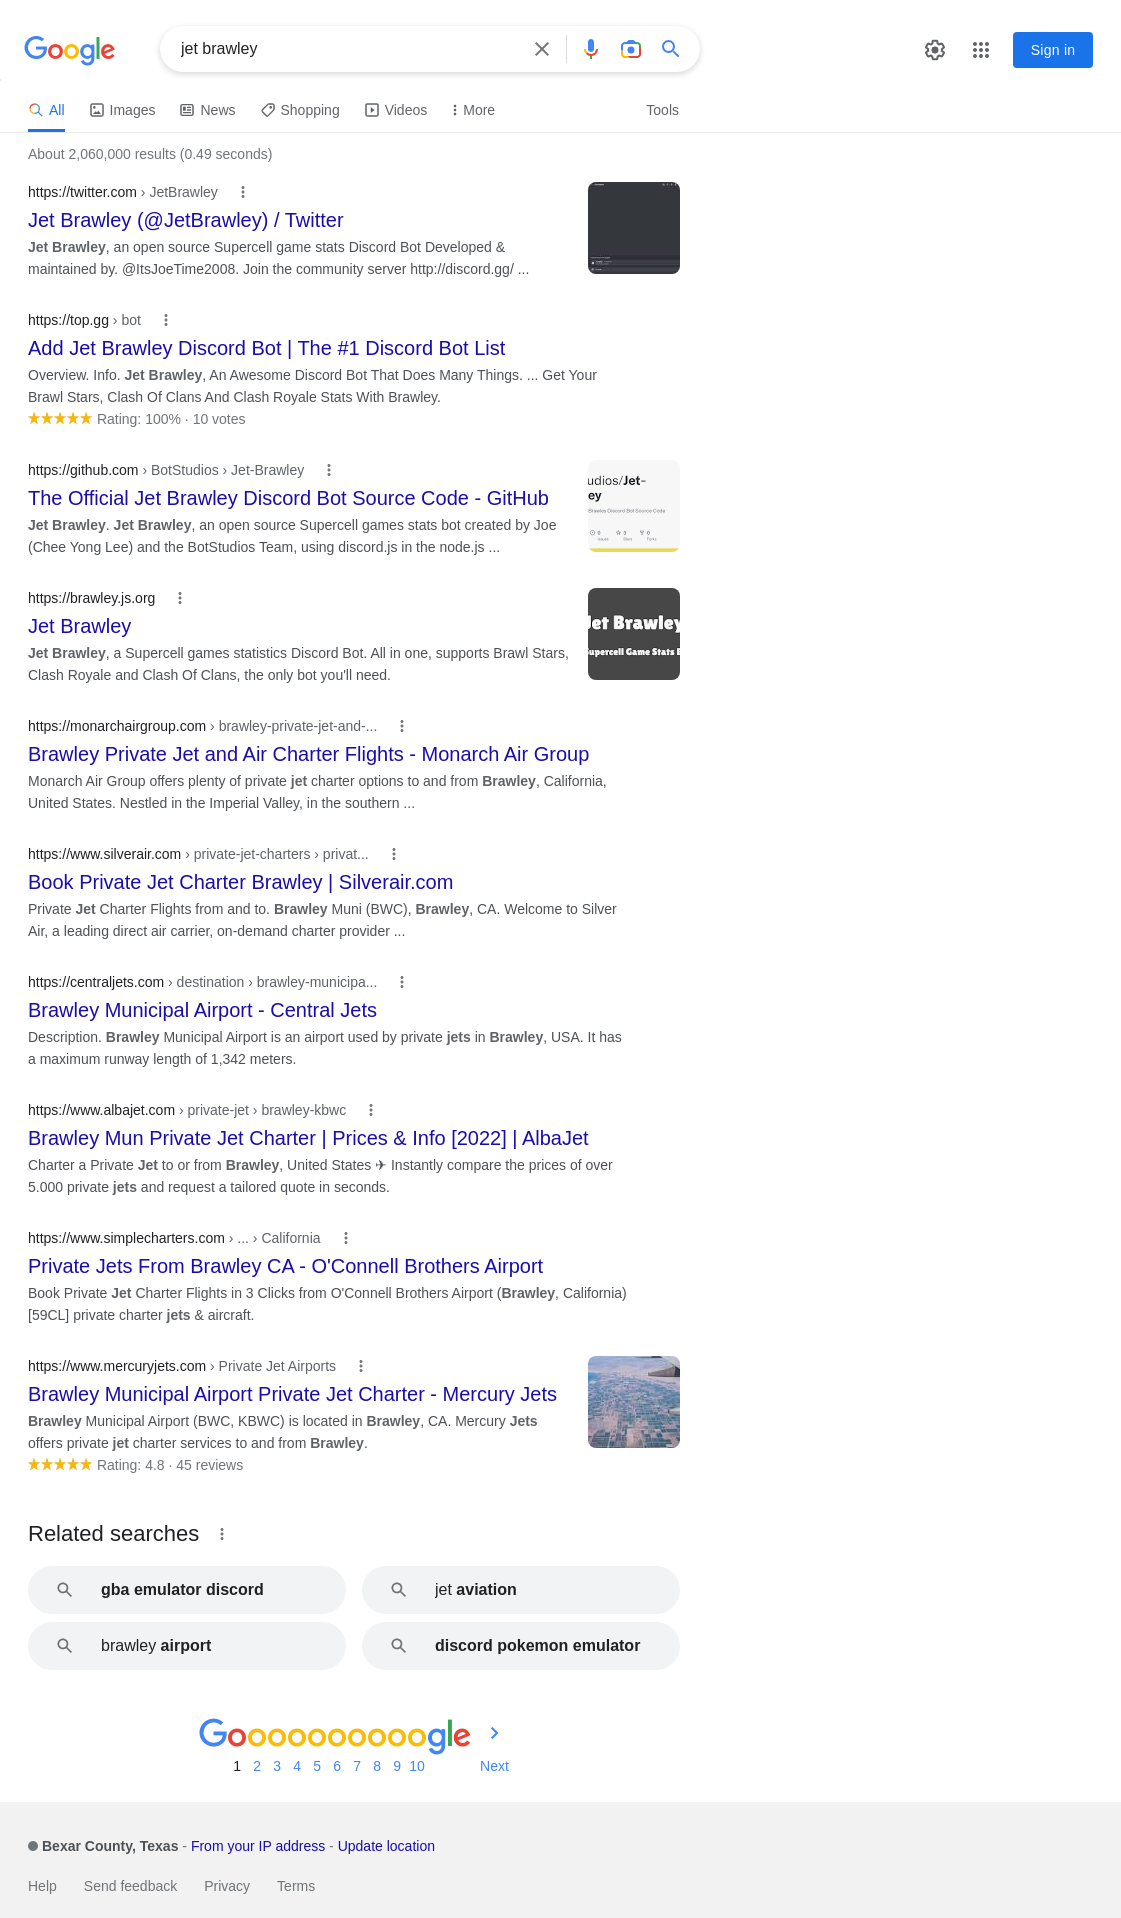 Google
jet brawley
Sign in
All
Images
News
Shopping
Videos
More
Tools
About 2,060,000 results (0.49 seconds)
https://twitter.com › JetBrawley
Jet Brawley (@JetBrawley) / Twitter
Jet Brawley, an open source Supercell game stats Discord Bot Developed &
maintained by. @ItsJoeTime2008. Join the community server http://discord.gg/ ...
https://top.gg › bot
Add Jet Brawley Discord Bot | The #1 Discord Bot List
Overview. Info. Jet Brawley, An Awesome Discord Bot That Does Many Things. ... Get Your
Brawl Stars, Clash Of Clans And Clash Royale Stats With Brawley.
Rating: 100% · 10 votes
https://github.com › BotStudios › Jet-Brawley
The Official Jet Brawley Discord Bot Source Code - GitHub
Jet Brawley. Jet Brawley, an open source Supercell games stats bot created by Joe
(Chee Yong Lee) and the BotStudios Team, using discord.js in the node.js ...
udios/Jet-
ey
Brawley Discord Bot Source Code
https://brawley.js.org
Jet Brawley
Jet Brawley, a Supercell games statistics Discord Bot. All in one, supports Brawl Stars,
Clash Royale and Clash Of Clans, the only bot you'll need.
Jet Brawley
Supercell Game Stats B
https://monarchairgroup.com › brawley-private-jet-and-...
Brawley Private Jet and Air Charter Flights - Monarch Air Group
Monarch Air Group offers plenty of private jet charter options to and from Brawley, California,
United States. Nestled in the Imperial Valley, in the southern ...
https://www.silverair.com › private-jet-charters › privat...
Book Private Jet Charter Brawley | Silverair.com
Private Jet Charter Flights from and to. Brawley Muni (BWC), Brawley, CA. Welcome to Silver
Air, a leading direct air carrier, on-demand charter provider ...
https://centraljets.com › destination › brawley-municipa...
Brawley Municipal Airport - Central Jets
Description. Brawley Municipal Airport is an airport used by private jets in Brawley, USA. It has
a maximum runway length of 1,342 meters.
https://www.albajet.com › private-jet › brawley-kbwc
Brawley Mun Private Jet Charter | Prices & Info [2022] | AlbaJet
Charter a Private Jet to or from Brawley, United States ✈ Instantly compare the prices of over
5.000 private jets and request a tailored quote in seconds.
https://www.simplecharters.com › ... › California
Private Jets From Brawley CA - O'Connell Brothers Airport
Book Private Jet Charter Flights in 3 Clicks from O'Connell Brothers Airport (Brawley, California)
[59CL] private charter jets & aircraft.
https://www.mercuryjets.com › Private Jet Airports
Brawley Municipal Airport Private Jet Charter - Mercury Jets
Brawley Municipal Airport (BWC, KBWC) is located in Brawley, CA. Mercury Jets
offers private jet charter services to and from Brawley.
Rating: 4.8 · 45 reviews
Related searches
gba emulator discord
jet aviation
brawley airport
discord pokemon emulator
Goooooooooogle
1 2 3 4 5 6 7 8 9 10 Next
Bexar County, Texas - From your IP address - Update location
Help Send feedback Privacy Terms